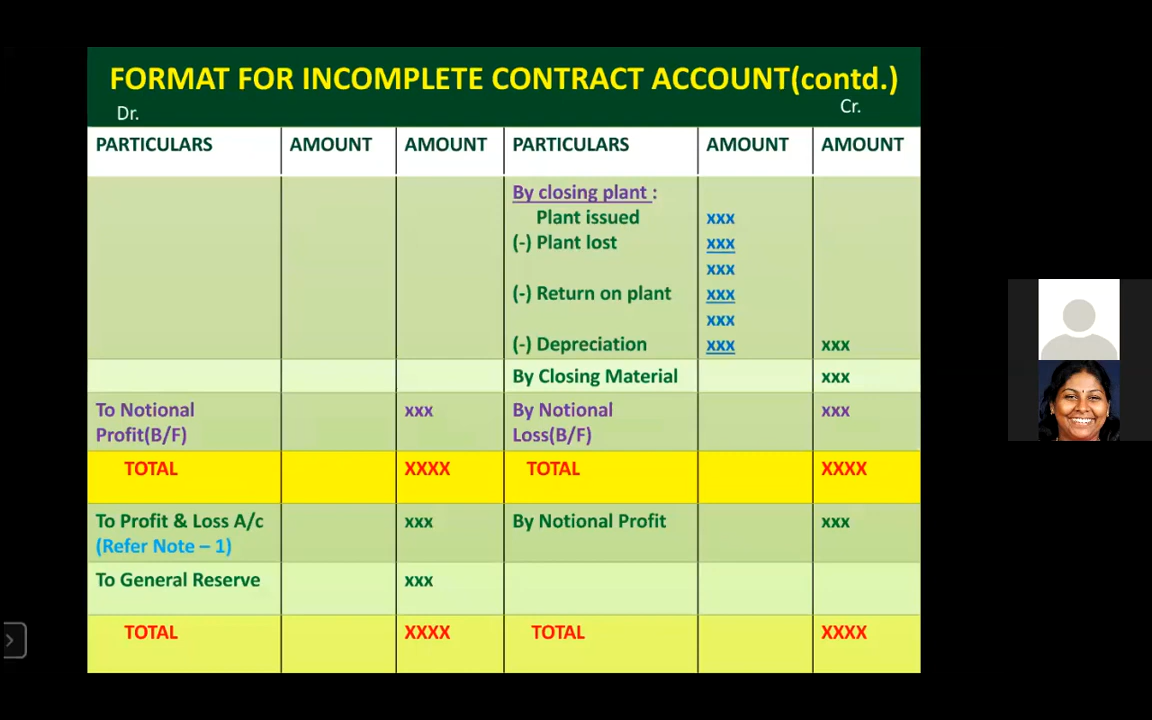 FORMAT FOR INCOMPLETE CONTRACT ACCOUNT(contd.)
Dr. Cr.
PARTICULARS AMOUNT AMOUNT PARTICULARS AMOUNT AMOUNT
By closing plant :
Plant issued xxx
(-) Plant lost xxx
xxx
(-) Return on plant xxx
xxx
(-) Depreciation xxx xxx
By Closing Material xxx
To Notional xxx By Notional xxx
Profit(B/F) Loss(B/F)
TOTAL XXXX TOTAL XXXX
To Profit & Loss A/c xxx By Notional Profit xxx
(Refer Note – 1)
To General Reserve xxx
TOTAL XXXX TOTAL XXXX